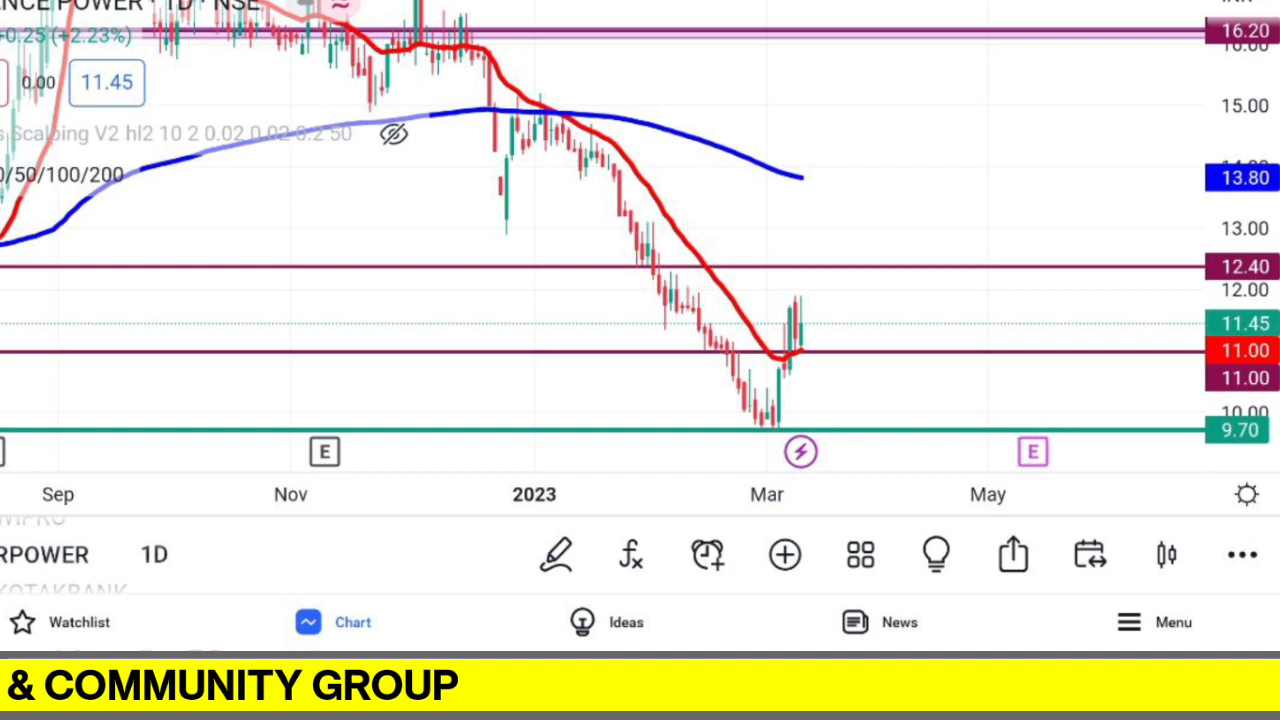 NCE POWER · 1D · NSE
+0.25 (+2.23%)
0.00
11.45
s Scalping V2 hl2 10 2 0.02 0.02 0.2 50
0/50/100/200
16.20
16.00
15.00
14.00
13.80
13.00
12.40
12.00
11.45
11.00
11.00
10.00
9.70
E
E
Sep
Nov
2023
Mar
May
WIPRO
RPOWER 1D
KOTAKBANK
Watchlist
Chart
Ideas
News
Menu
& COMMUNITY GROUP